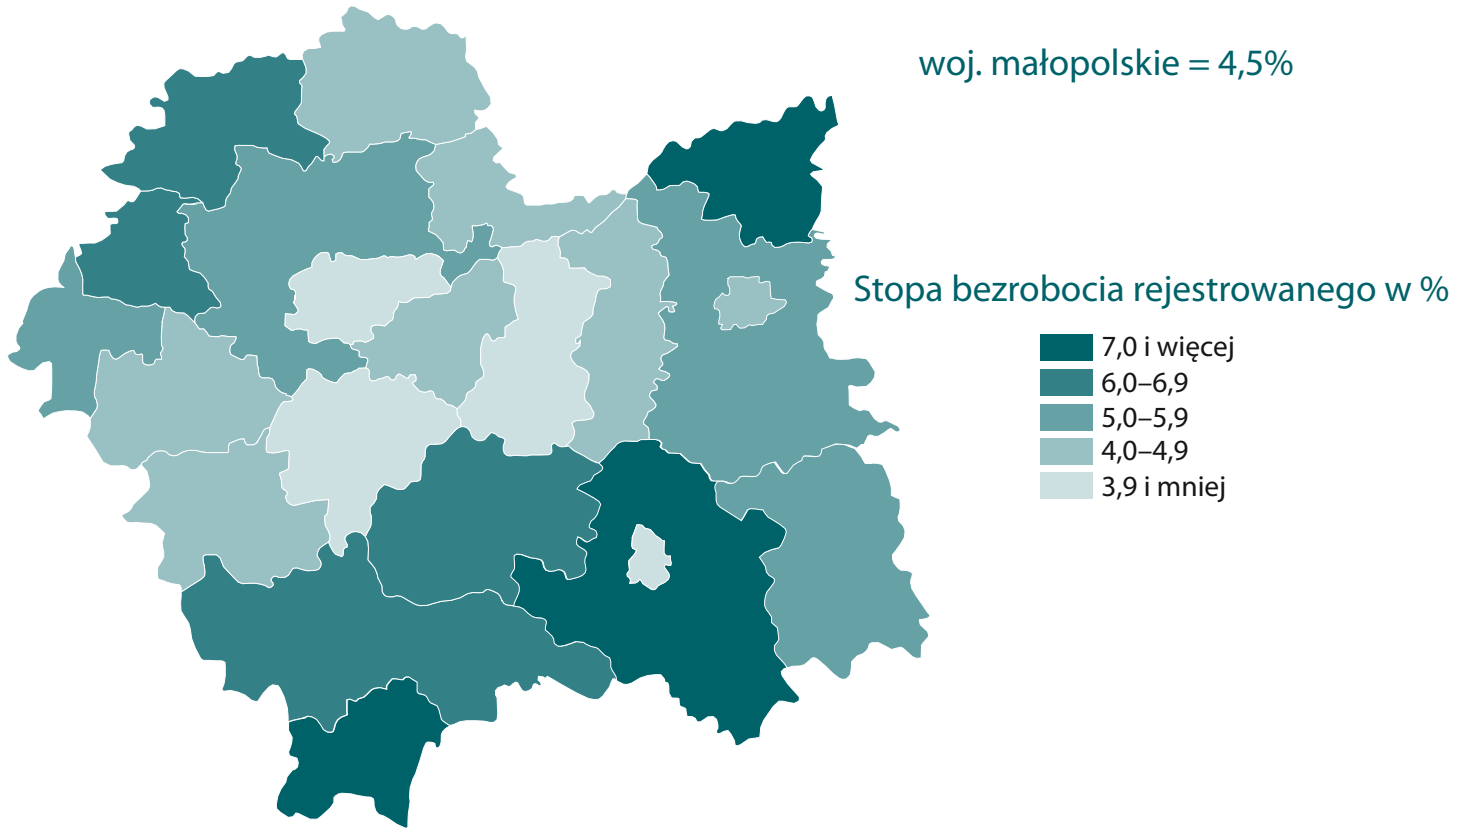 woj. małopolskie = 4,5%
Stopa bezrobocia rejestrowanego w %
7,0 i więcej
6,0–6,9
5,0–5,9
4,0–4,9
3,9 i mniej